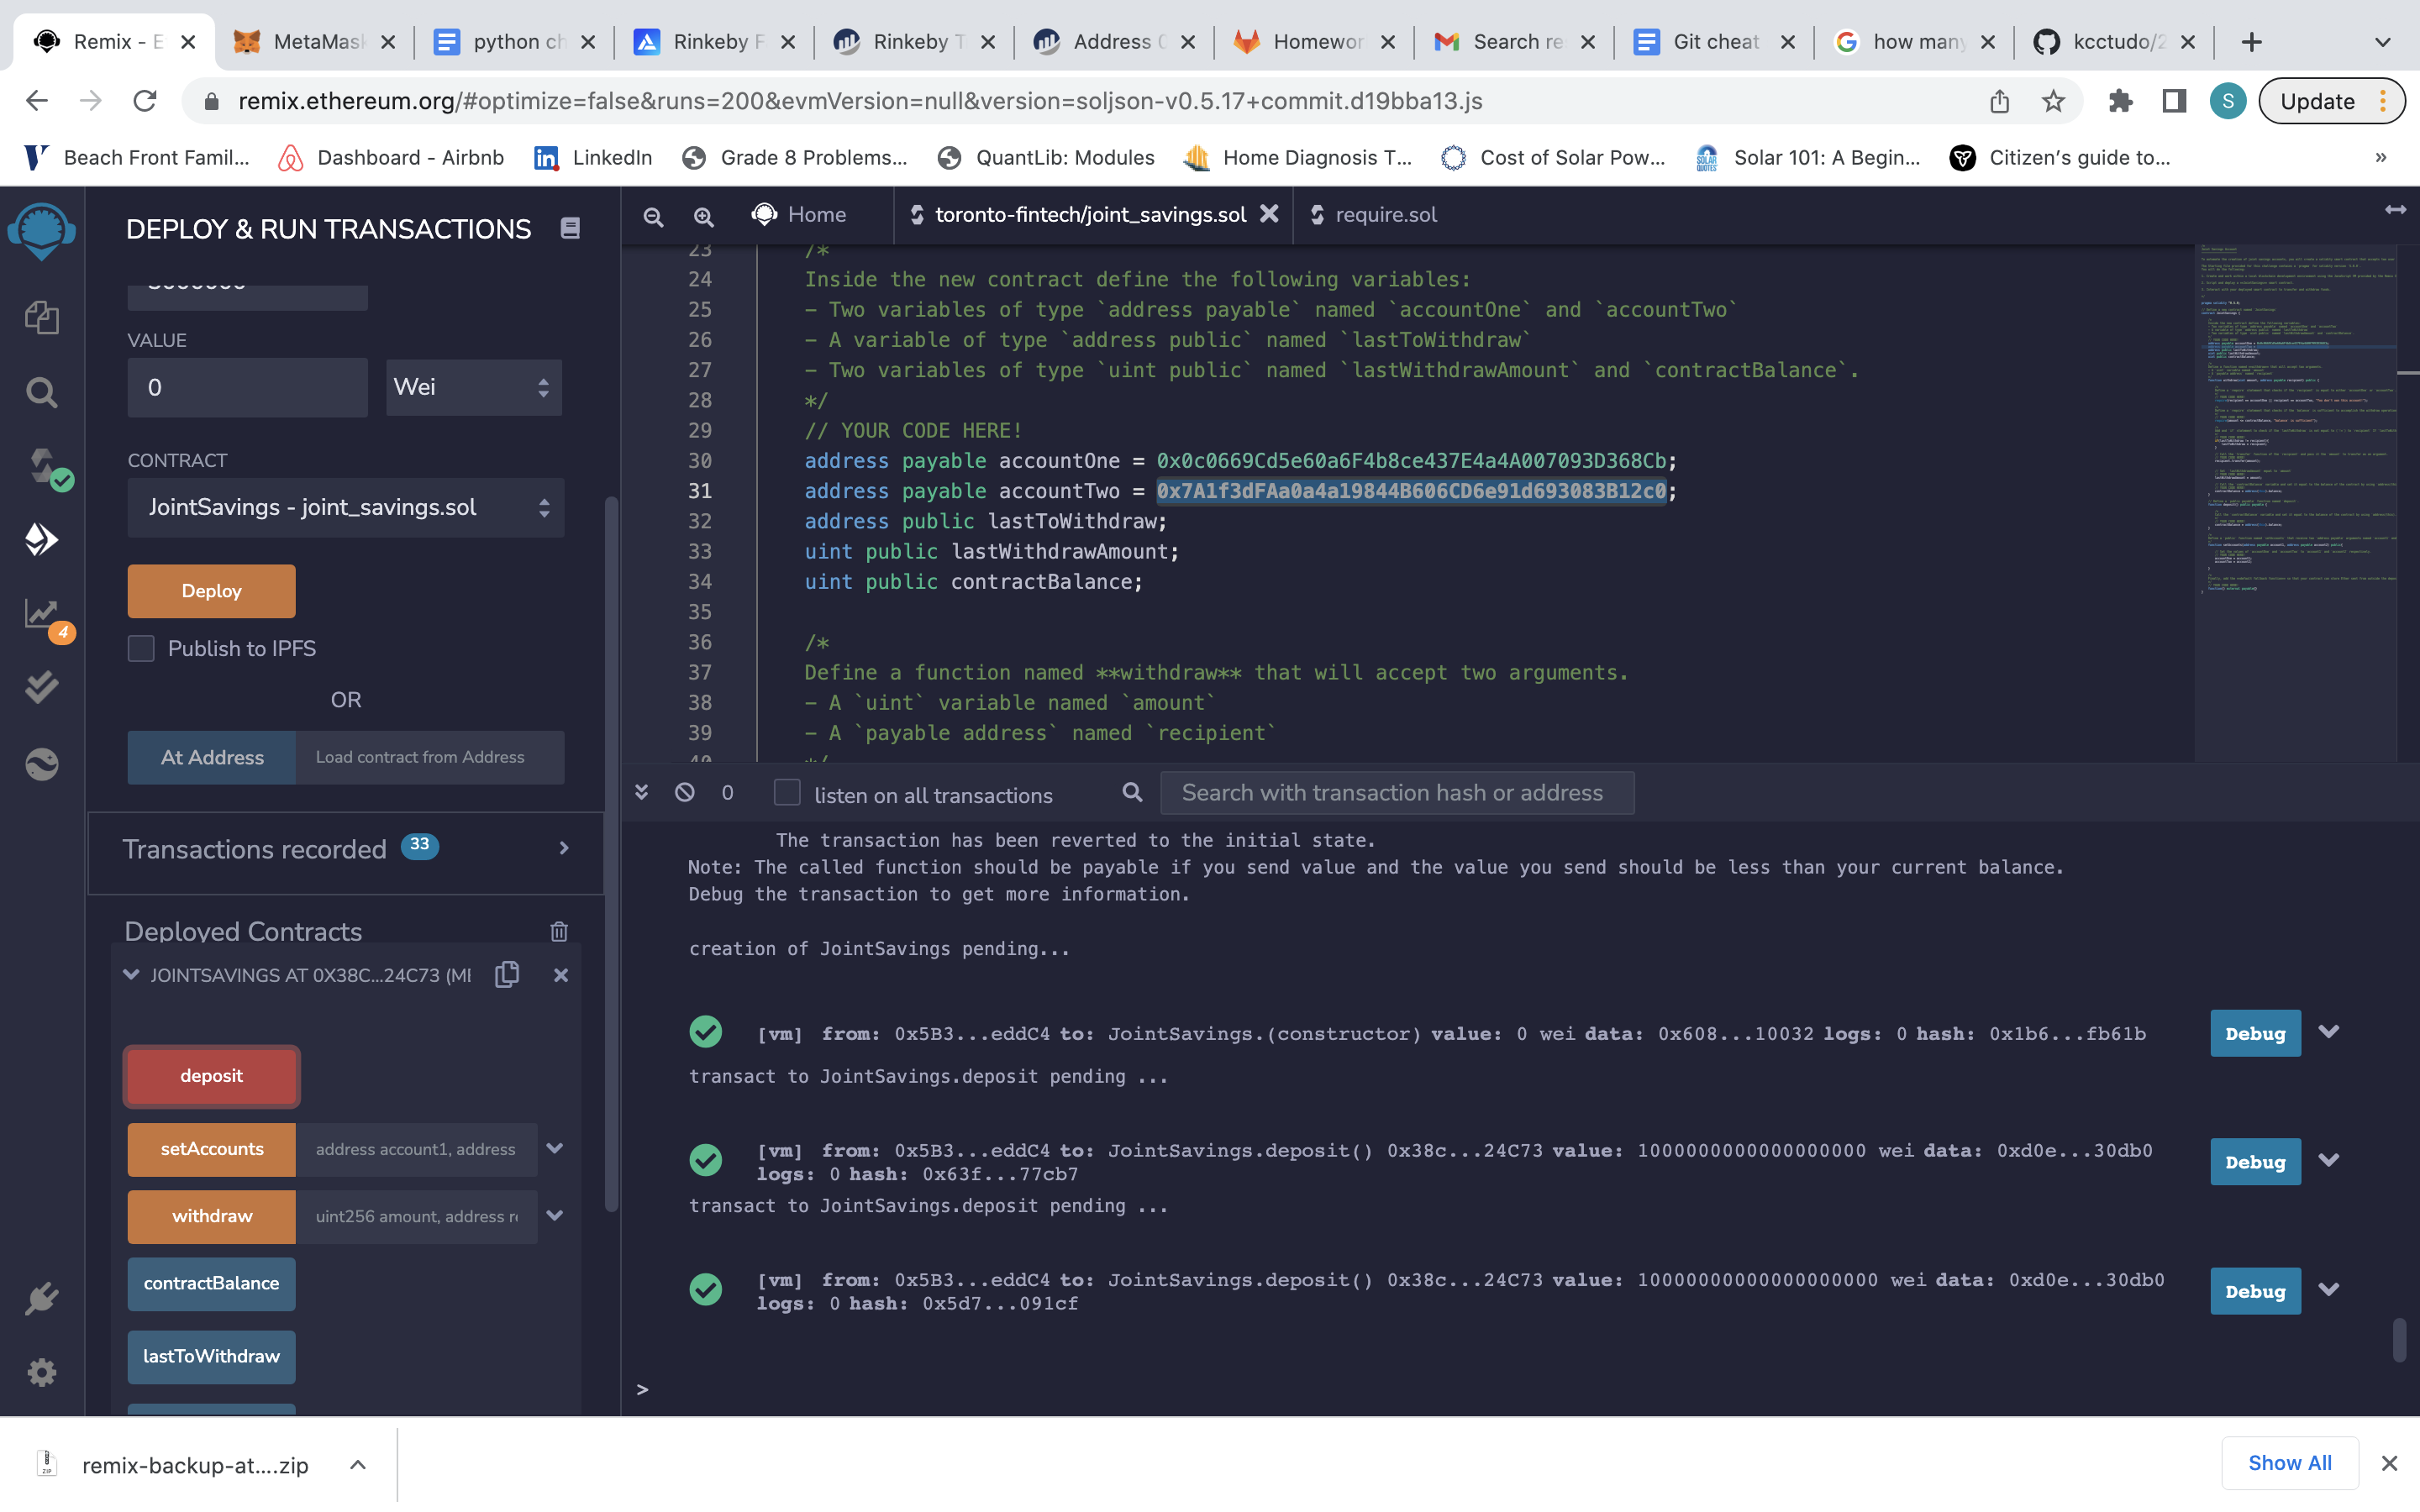 Remix - E
MetaMask
python ch
Rinkeby F
Rinkeby T
Address 0
Homewor
Search re
Git cheat
how many
kcctudo/2
remix.ethereum.org/#optimize=false&runs=200&evmVersion=null&version=soljson-v0.5.17+commit.d19bba13.js
S
Update
Beach Front Famil...
Dashboard - Airbnb
LinkedIn
Grade 8 Problems...
QuantLib: Modules
Home Diagnosis T...
Cost of Solar Pow...
Solar 101: A Begin...
Citizen's guide to...
»
DEPLOY & RUN TRANSACTIONS
VALUE
0
Wei
CONTRACT
JointSavings - joint_savings.sol
Deploy
Publish to IPFS
OR
At Address
Load contract from Address
Transactions recorded 33
Deployed Contracts
JOINTSAVINGS AT 0X38C...24C73 (ME
deposit
setAccounts address account1, address
withdraw uint256 amount, address re
contractBalance
lastToWithdraw
4
Home
toronto-fintech/joint_savings.sol
require.sol
23 /*
24 Inside the new contract define the following variables:
25 - Two variables of type `address payable` named `accountOne` and `accountTwo`
26 - A variable of type `address public` named `lastToWithdraw`
27 - Two variables of type `uint public` named `lastWithdrawAmount` and `contractBalance`.
28 */
29 // YOUR CODE HERE!
30 address payable accountOne = 0x0c0669Cd5e60a6F4b8ce437E4a4A007093D368Cb;
31 address payable accountTwo = 0x7A1f3dFAa0a4a19844B606CD6e91d693083B12c0;
32 address public lastToWithdraw;
33 uint public lastWithdrawAmount;
34 uint public contractBalance;
35
36 /*
37 Define a function named **withdraw** that will accept two arguments.
38 - A `uint` variable named `amount`
39 - A `payable address` named `recipient`
40 */
0
listen on all transactions
Search with transaction hash or address
The transaction has been reverted to the initial state.
Note: The called function should be payable if you send value and the value you send should be less than your current balance.
Debug the transaction to get more information.
creation of JointSavings pending...
[vm] from: 0x5B3...eddC4 to: JointSavings.(constructor) value: 0 wei data: 0x608...10032 logs: 0 hash: 0x1b6...fb61b
Debug
transact to JointSavings.deposit pending ...
[vm] from: 0x5B3...eddC4 to: JointSavings.deposit() 0x38c...24C73 value: 1000000000000000000 wei data: 0xd0e...30db0
logs: 0 hash: 0x63f...77cb7
Debug
transact to JointSavings.deposit pending ...
[vm] from: 0x5B3...eddC4 to: JointSavings.deposit() 0x38c...24C73 value: 10000000000000000000 wei data: 0xd0e...30db0
logs: 0 hash: 0x5d7...091cf
Debug
>
remix-backup-at....zip
Show All